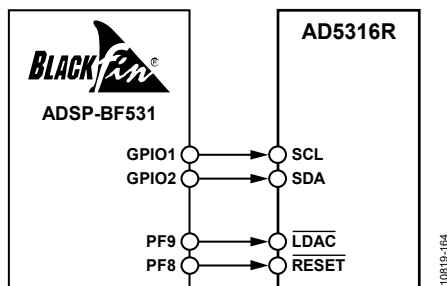 BLACKfin®
ADSP-BF531
AD5316R
GPIO1 SCL
GPIO2 SDA
PF9 LDAC
PF8 RESET
10819-164